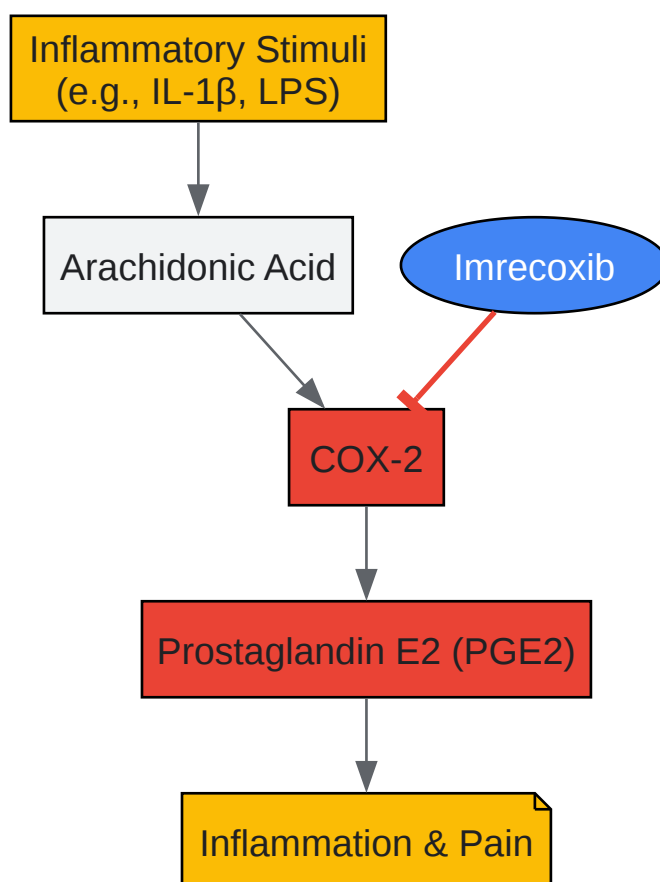 Inflammatory Stimuli
(e.g., IL-1β, LPS)
Arachidonic Acid
Imrecoxib
COX-2
Prostaglandin E2 (PGE2)
Inflammation & Pain